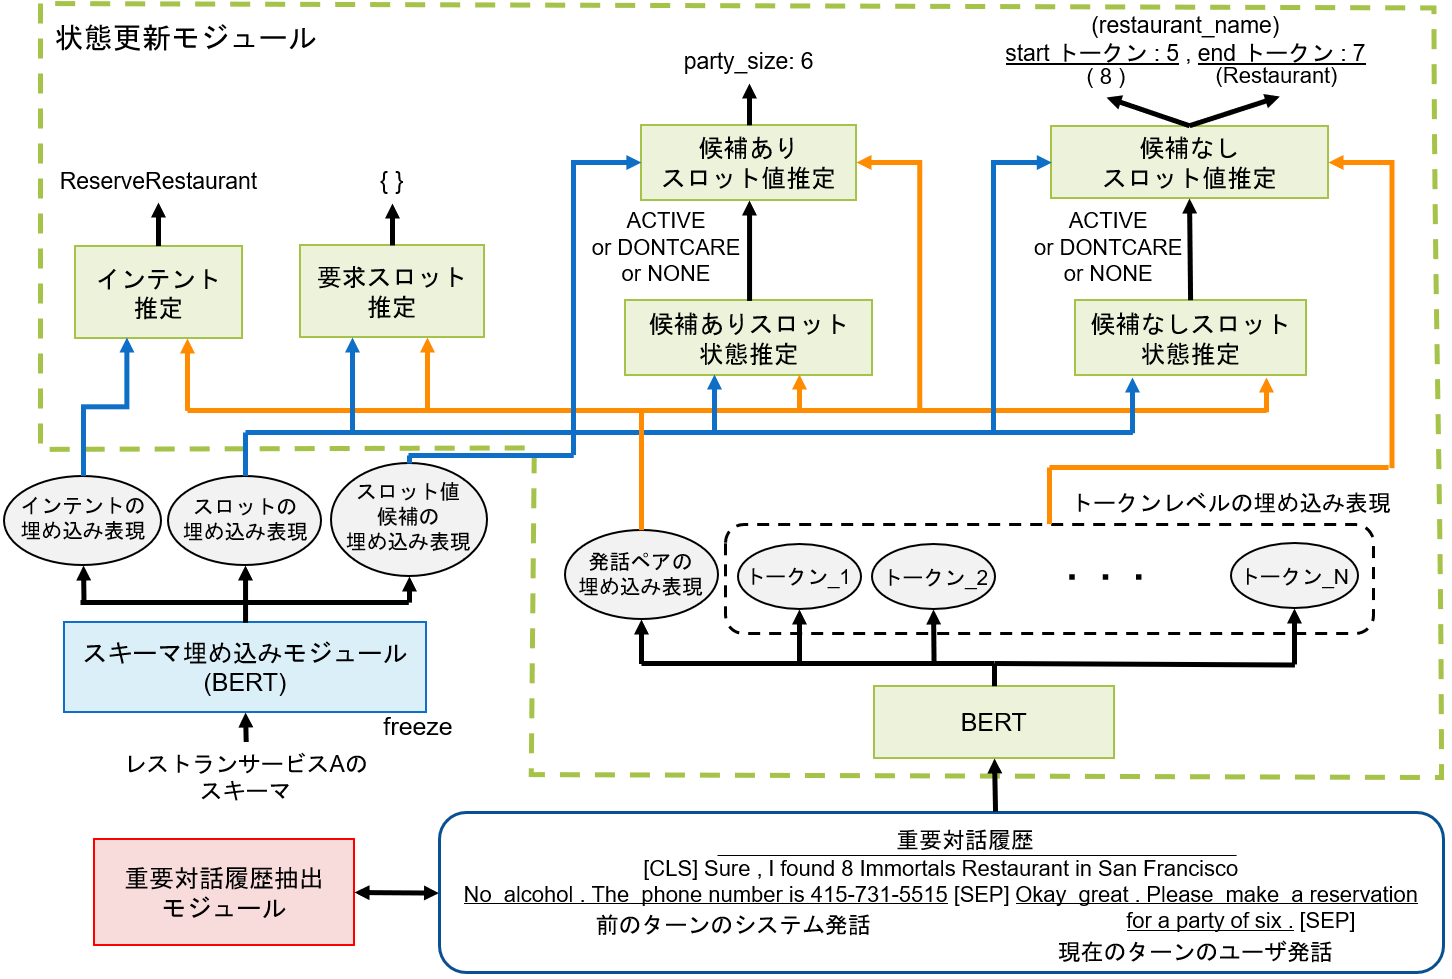 状態更新モジュール
(restaurant_name)
start トークン : 5 , end トークン : 7
( 8 )
(Restaurant)
party_size: 6
候補あり
スロット値推定
候補なし
スロット値推定
ReserveRestaurant
{ }
ACTIVE
or DONTCARE
or NONE
ACTIVE
or DONTCARE
or NONE
インテント
推定
要求スロット
推定
候補ありスロット
状態推定
候補なしスロット
状態推定
インテントの
埋め込み表現
スロットの
埋め込み表現
スロット値
候補の
埋め込み表現
トークンレベルの埋め込み表現
発話ペアの
埋め込み表現
トークン_1
トークン_2
・・・
トークン_N
スキーマ埋め込みモジュール
(BERT)
freeze
BERT
レストランサービスAの
スキーマ
重要対話履歴抽出
モジュール
重要対話履歴
[CLS] Sure , I found 8 Immortals Restaurant in San Francisco
No alcohol . The phone number is 415-731-5515 [SEP] Okay great . Please make a reservation
for a party of six . [SEP]
前のターンのシステム発話
現在のターンのユーザ発話